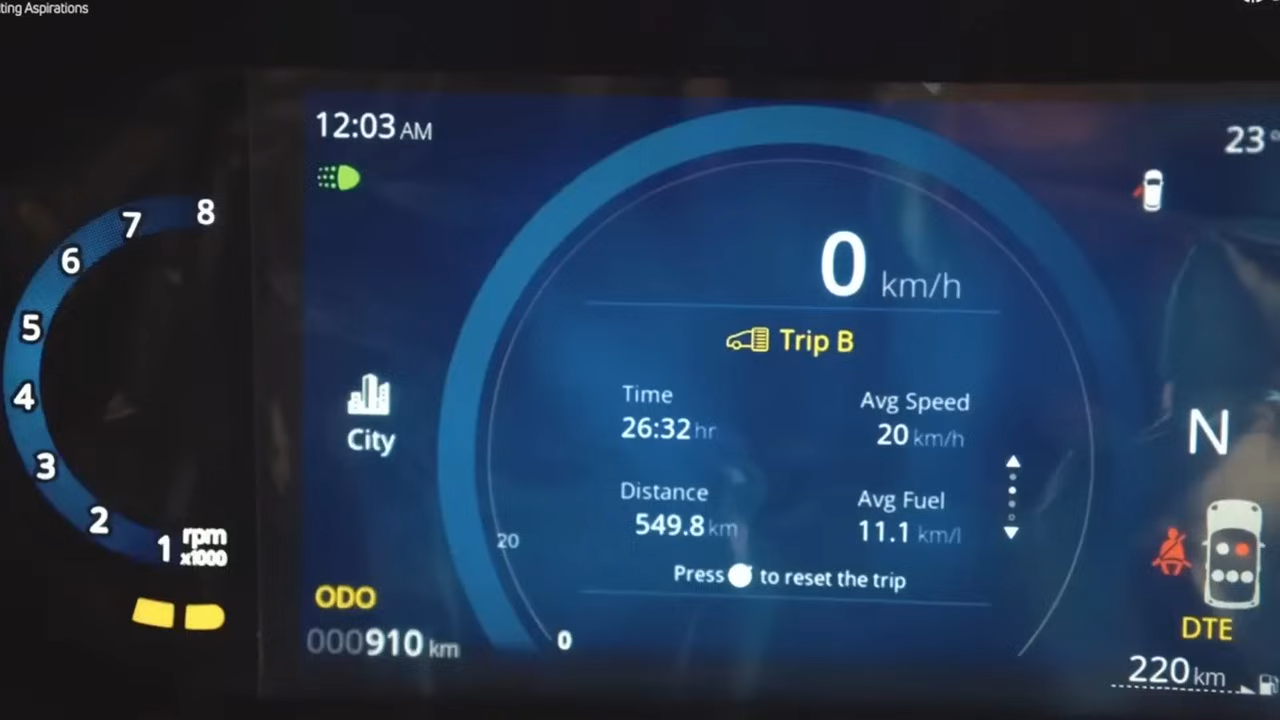 ting Aspirations
12:03 AM
23°
8
7
6
5
4
3
2
1 rpm x1000
0 km/h
Trip B
Time
26:32 hr
Avg Speed
20 km/h
Distance
549.8 km
Avg Fuel
11.1 km/l
Press to reset the trip
20
0
City
N
ODO
000910 km
DTE
220 km